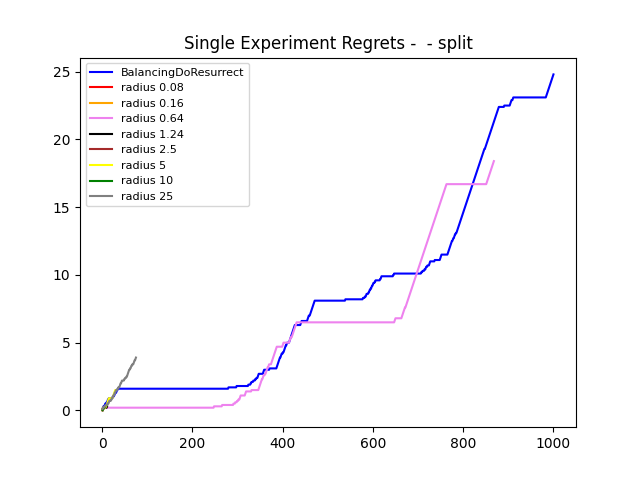 Single Experiment Regrets -  - split
BalancingDoResurrect
radius 0.08
radius 0.16
radius 0.64
radius 1.24
radius 2.5
radius 5
radius 10
radius 25
25
20
15
10
5
0
0 200 400 600 800 1000